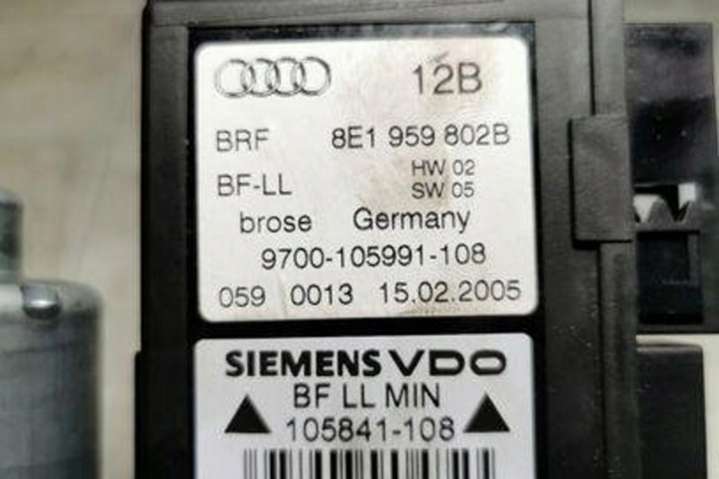 12B
BRF 8E1 959 802B
BF-LL HW 02
SW 05
brose Germany
9700-105991-108
059 0013 15.02.2005
SIEMENS VDO
BF LL MIN
105841-108